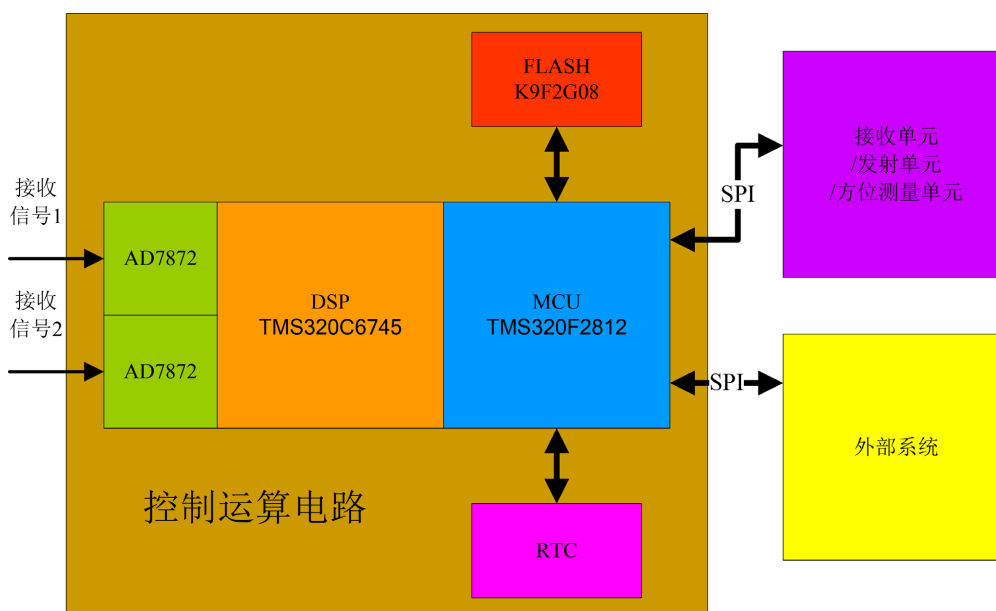 FLASH
K9F2G08
接收单元
/发射单元
/方位测量单元
接收
信号1
SPI
AD7872
接收
信号2
DSP
TMS320C6745
MCU
TMS320F2812
AD7872
SPI
外部系统
控制运算电路
RTC